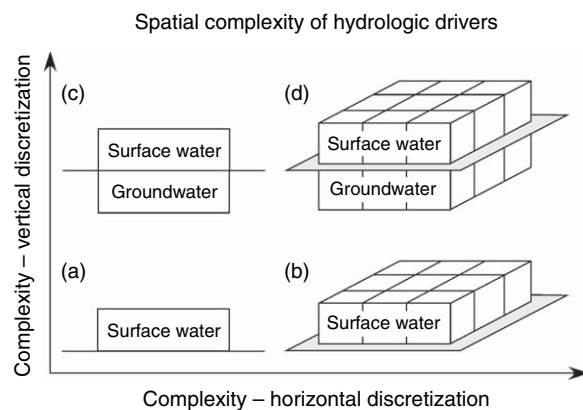 Spatial complexity of hydrologic drivers
Complexity – vertical discretization
(c)
Surface water
Groundwater
(d)
Surface water
Groundwater
(a)
Surface water
(b)
Surface water
Complexity – horizontal discretization